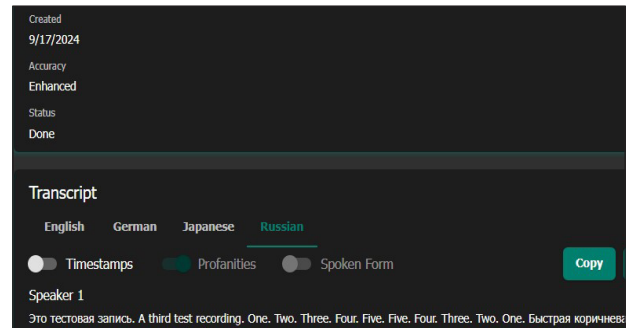 Created
9/17/2024
Accuracy
Enhanced
Status
Done
Transcript
English German Japanese Russian
Timestamps Profanities Spoken Form Copy
Speaker 1
Это тестовая запись. A third test recording. One. Two. Three. Four. Five. Five. Four. Three. Two. One. Быстрая